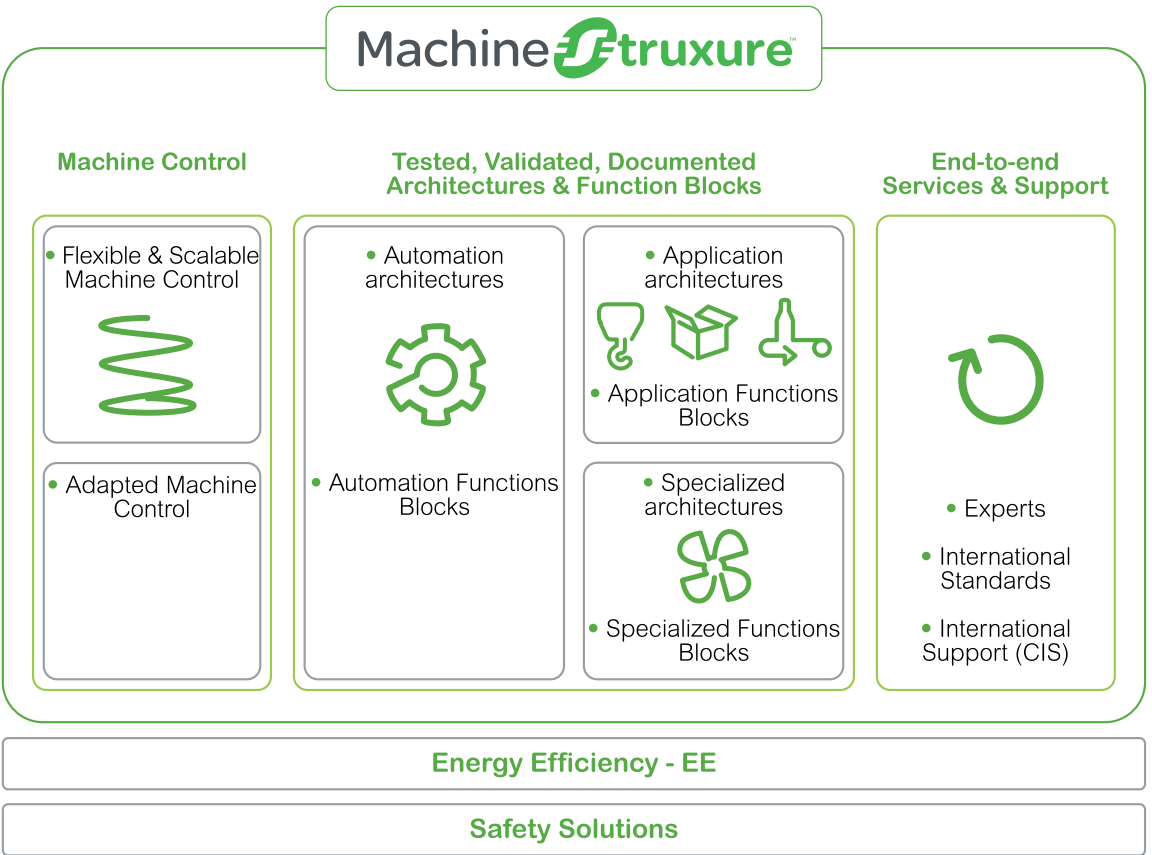 MachineStruxure™
Machine Control
• Flexible & Scalable
Machine Control
• Adapted Machine
Control
Tested, Validated, Documented
Architectures & Function Blocks
• Automation
architectures
• Automation Functions
Blocks
• Application
architectures
• Application Functions
Blocks
• Specialized
architectures
• Specialized Functions
Blocks
End-to-end
Services & Support
• Experts
• International
Standards
• International
Support (CIS)
Energy Efficiency - EE
Safety Solutions